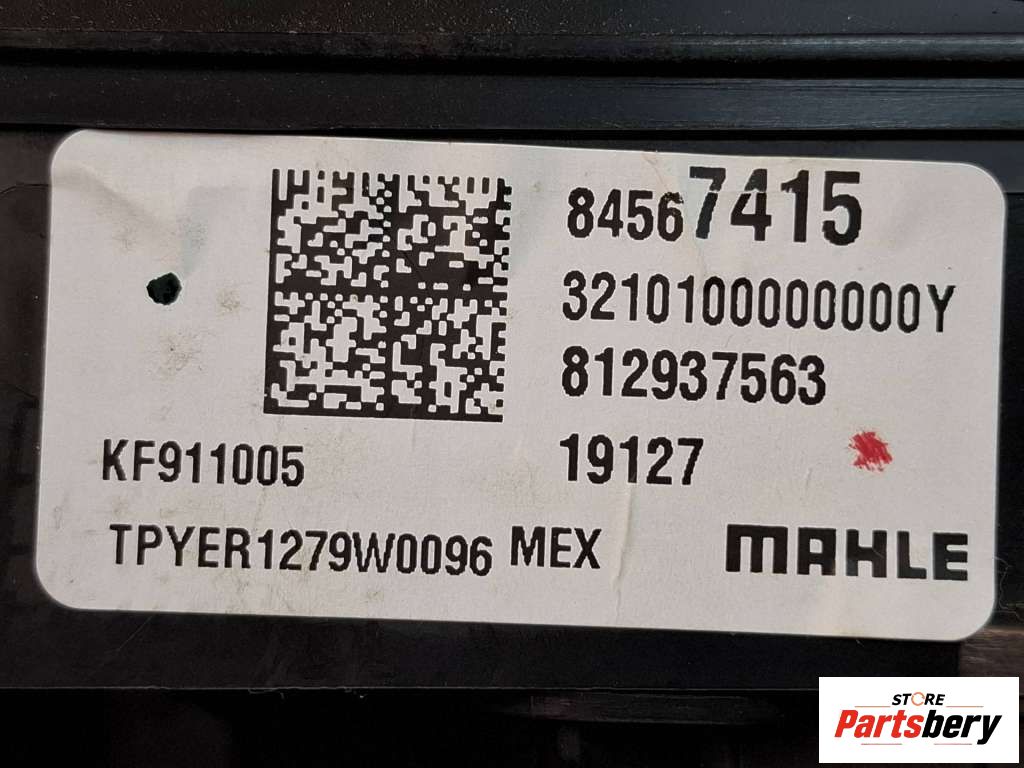 84567415
3210100000000Y
812937563
KF911005 19127
TPYER1279W0096 MEX MAHLE
STORE
Partsbery